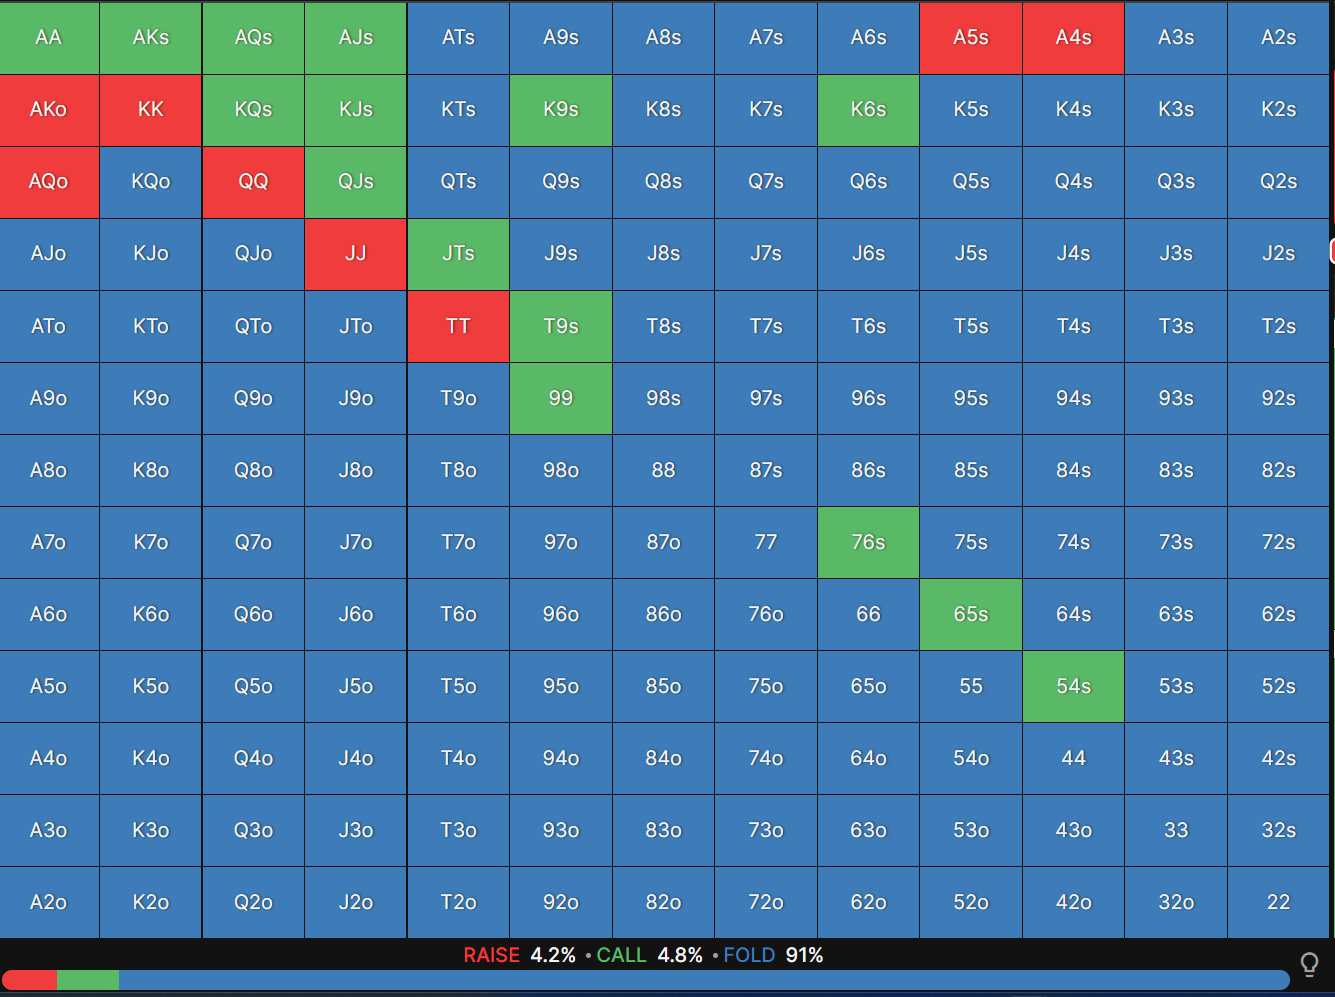 AA AKs AQs AJs ATs A9s A8s A7s A6s A5s A4s A3s A2s
AKo KK KQs KJs KTs K9s K8s K7s K6s K5s K4s K3s K2s
AQo KQo QQ QJs QTs Q9s Q8s Q7s Q6s Q5s Q4s Q3s Q2s
AJo KJo QJo JJ JTs J9s J8s J7s J6s J5s J4s J3s J2s
ATo KTo QTo JTo TT T9s T8s T7s T6s T5s T4s T3s T2s
A9o K9o Q9o J9o T9o 99 98s 97s 96s 95s 94s 93s 92s
A8o K8o Q8o J8o T8o 98o 88 87s 86s 85s 84s 83s 82s
A7o K7o Q7o J7o T7o 97o 87o 77 76s 75s 74s 73s 72s
A6o K6o Q6o J6o T6o 96o 86o 76o 66 65s 64s 63s 62s
A5o K5o Q5o J5o T5o 95o 85o 75o 65o 55 54s 53s 52s
A4o K4o Q4o J4o T4o 94o 84o 74o 64o 54o 44 43s 42s
A3o K3o Q3o J3o T3o 93o 83o 73o 63o 53o 43o 33 32s
A2o K2o Q2o J2o T2o 92o 82o 72o 62o 52o 42o 32o 22
RAISE 4.2% • CALL 4.8% • FOLD 91%